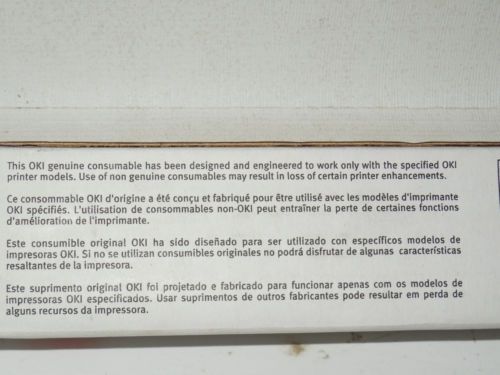 This OKI genuine consumable has been designed and engineered to work only with the specified OKI
printer models. Use of non genuine consumables may result in loss of certain printer enhancements.
Ce consommable OKI d'origine a été conçu et fabriqué pour être utilisé avec les modèles d'imprimante
OKI spécifiés. L'utilisation de consommables non-OKI peut entraîner la perte de certaines fonctions
d'amélioration de l'imprimante.
Este consumible original OKI ha sido diseñado para ser utilizado con específicos modelos de
impresoras OKI. Si no se utilizan consumibles originales no podrá disfrutar de algunas características
resaltantes de la impresora.
Este suprimento original OKI foi projetado e fabricado para funcionar apenas com os modelos de
impressoras OKI especificados. Usar suprimentos de outros fabricantes pode resultar em perda de
alguns recursos da impressora.